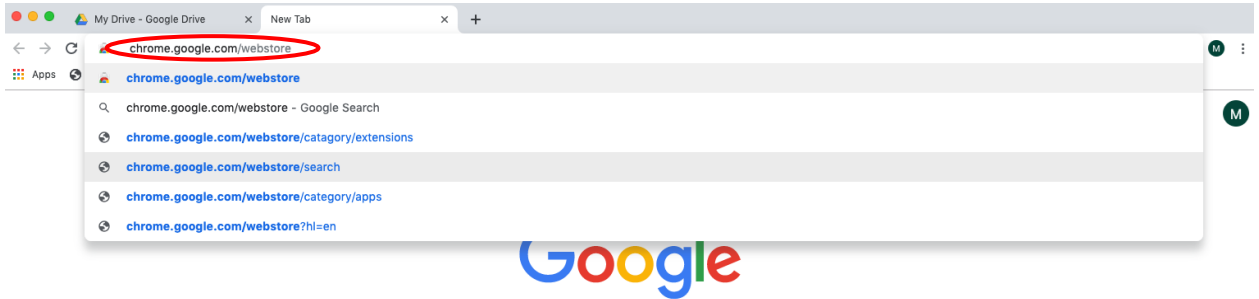 My Drive - Google Drive
New Tab
chrome.google.com/webstore
M
Apps
chrome.google.com/webstore
chrome.google.com/webstore - Google Search
M
chrome.google.com/webstore/catagory/extensions
chrome.google.com/webstore/search
chrome.google.com/webstore/category/apps
chrome.google.com/webstore?hl=en
Google